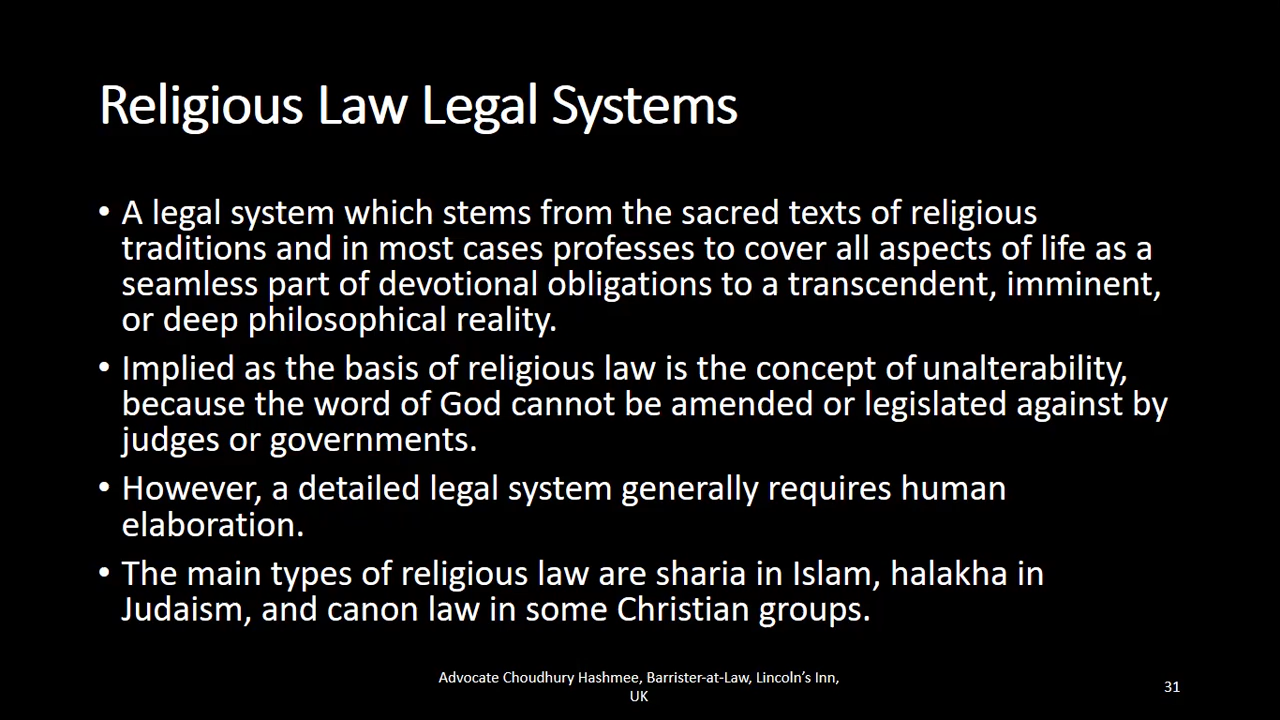 Religious Law Legal Systems
• A legal system which stems from the sacred texts of religious
traditions and in most cases professes to cover all aspects of life as a
seamless part of devotional obligations to a transcendent, imminent,
or deep philosophical reality.
• Implied as the basis of religious law is the concept of unalterability,
because the word of God cannot be amended or legislated against by
judges or governments.
• However, a detailed legal system generally requires human
elaboration.
• The main types of religious law are sharia in Islam, halakha in
Judaism, and canon law in some Christian groups.
Advocate Choudhury Hashmee, Barrister-at-Law, Lincoln’s Inn,
UK
31